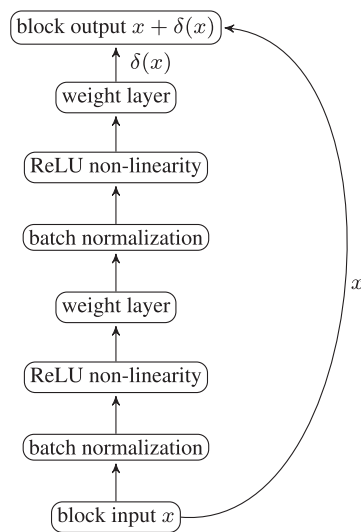 block output x + δ(x)
δ(x)
weight layer
ReLU non-linearity
batch normalization
weight layer
x
ReLU non-linearity
batch normalization
block input x